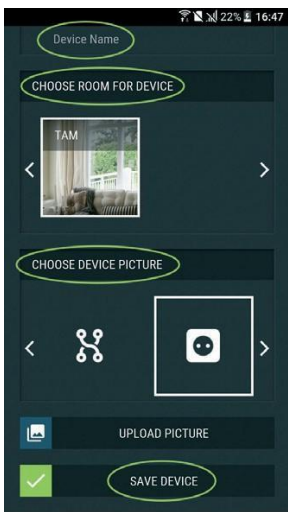 22% 16:47
Device Name
CHOOSE ROOM FOR DEVICE
TAM
CHOOSE DEVICE PICTURE
UPLOAD PICTURE
SAVE DEVICE